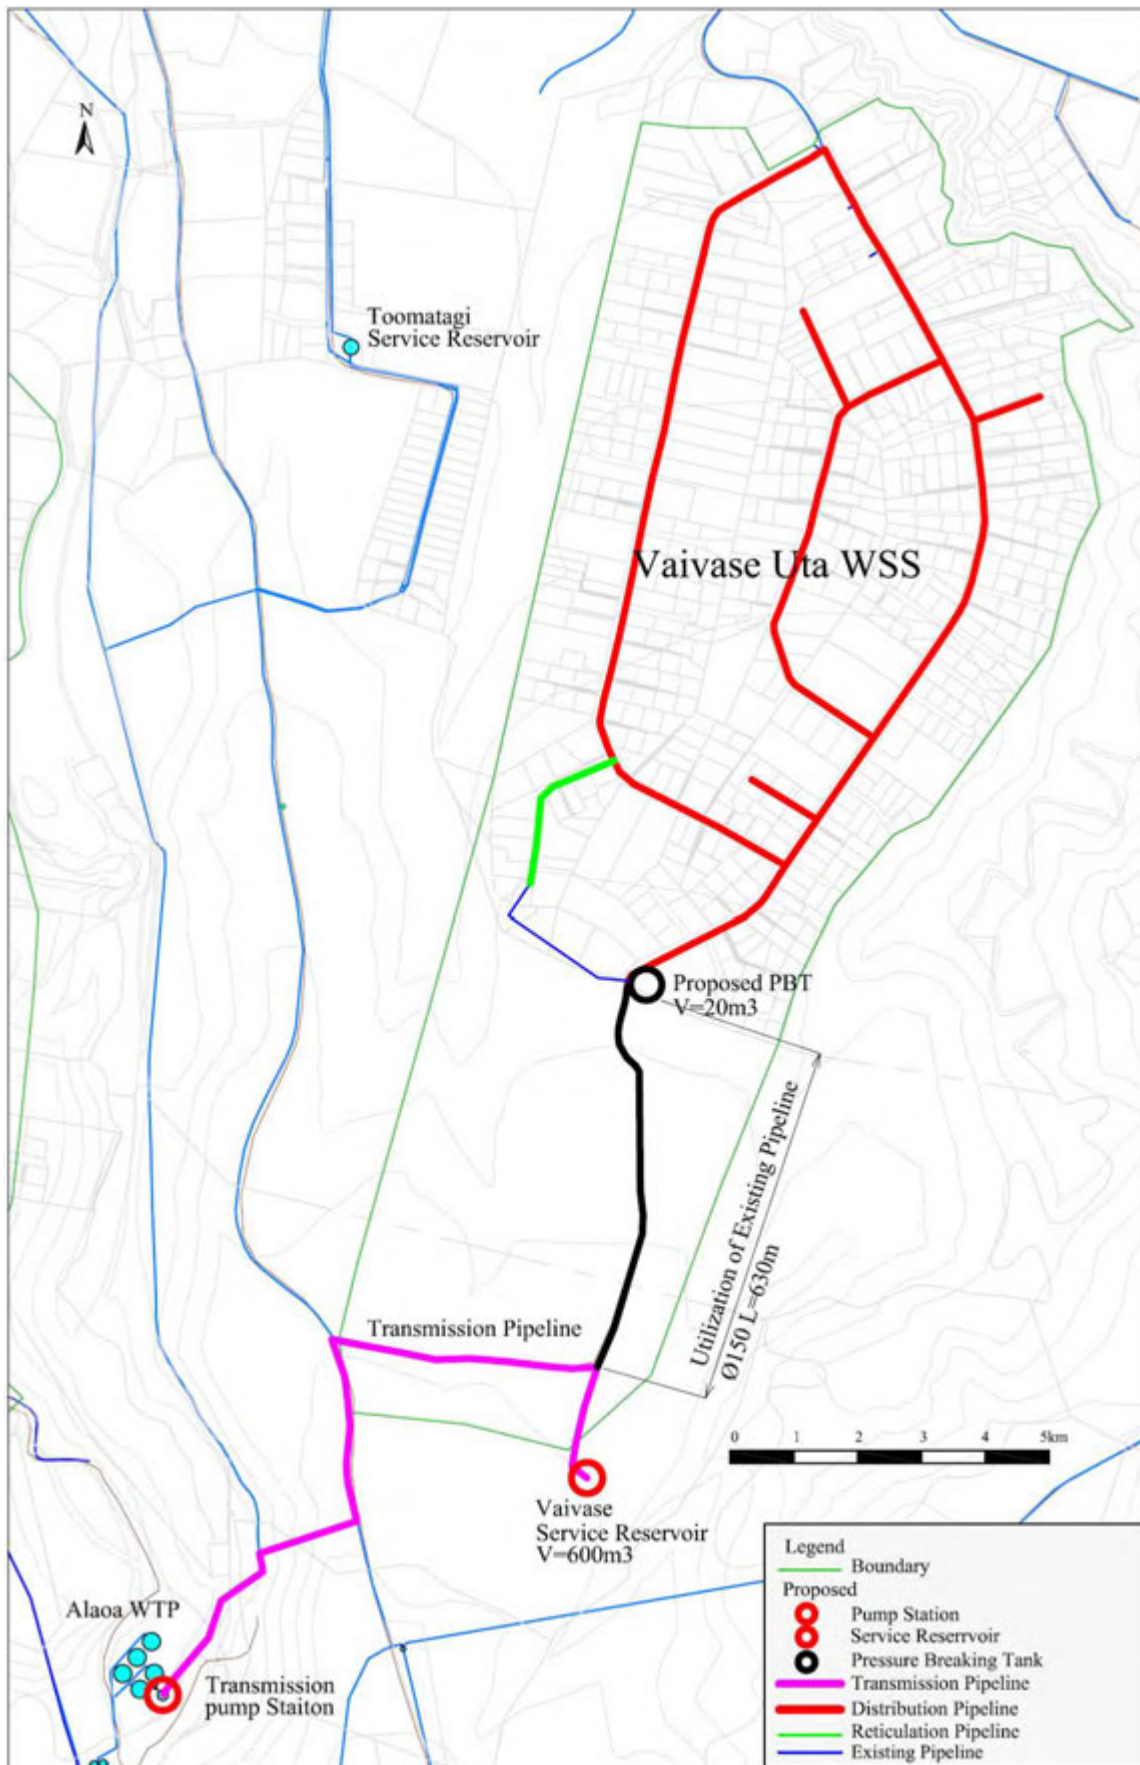 N
Toomatagi
Service Reservoir
Vaivase Uta WSS
Proposed PBT
V=20m3
Utilization of Existing Pipeline
Ø150 L=630m
Transmission Pipeline
0 1 2 3 4 5km
Vaivase
Service Reservoir
V=600m3
Alaoa WTP
Transmission
pump Staiton
Legend
Boundary
Proposed
Pump Station
Service Reserrvoir
Pressure Breaking Tank
Transmission Pipeline
Distribution Pipeline
Reticulation Pipeline
Existing Pipeline